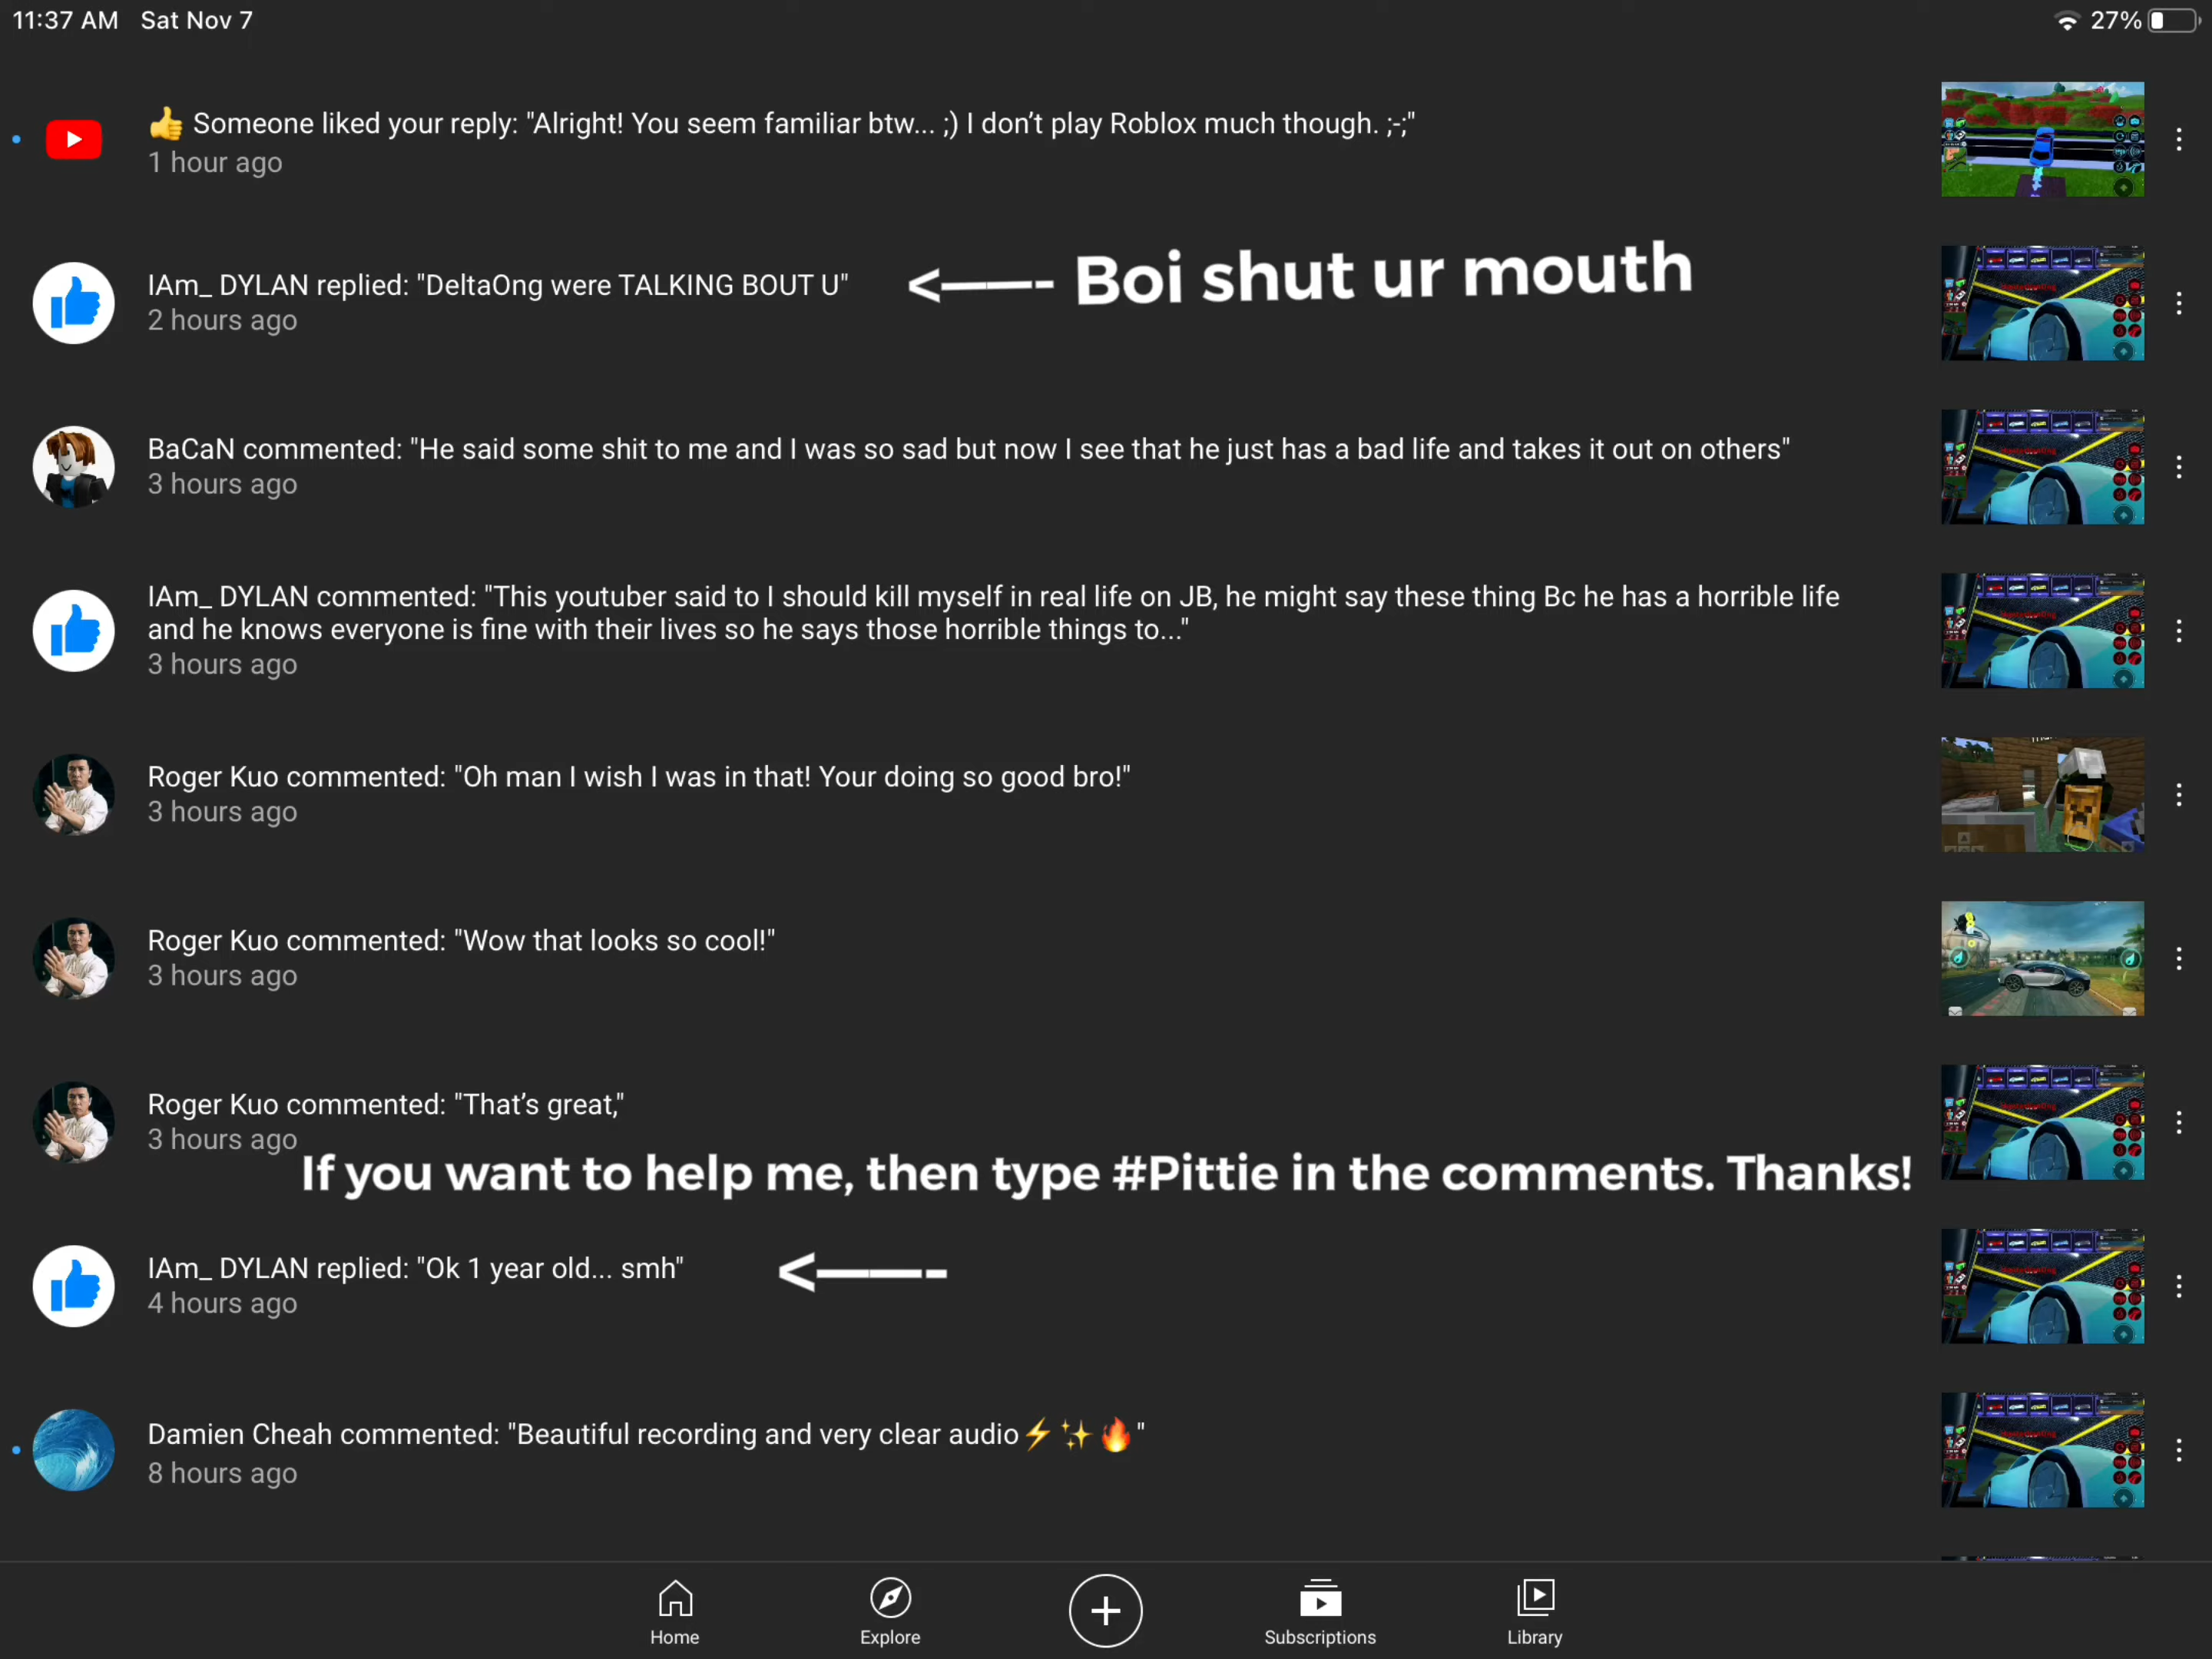 11:37 AM Sat Nov 7
27%
👍 Someone liked your reply: "Alright! You seem familiar btw... ;) I don't play Roblox much though. ;-;"
1 hour ago
IAm_ DYLAN replied: "DeltaOng were TALKING BOUT U"
<——- Boi shut ur mouth
2 hours ago
BaCaN commented: "He said some shit to me and I was so sad but now I see that he just has a bad life and takes it out on others"
3 hours ago
IAm_ DYLAN commented: "This youtuber said to I should kill myself in real life on JB, he might say these thing Bc he has a horrible life
and he knows everyone is fine with their lives so he says those horrible things to..."
3 hours ago
Roger Kuo commented: "Oh man I wish I was in that! Your doing so good bro!"
3 hours ago
Roger Kuo commented: "Wow that looks so cool!"
3 hours ago
Roger Kuo commented: "That's great,"
3 hours ago
If you want to help me, then type #Pittie in the comments. Thanks!
IAm_ DYLAN replied: "Ok 1 year old... smh"
<——-
4 hours ago
Damien Cheah commented: "Beautiful recording and very clear audio⚡✨🔥"
8 hours ago
Home
Explore
Subscriptions
Library